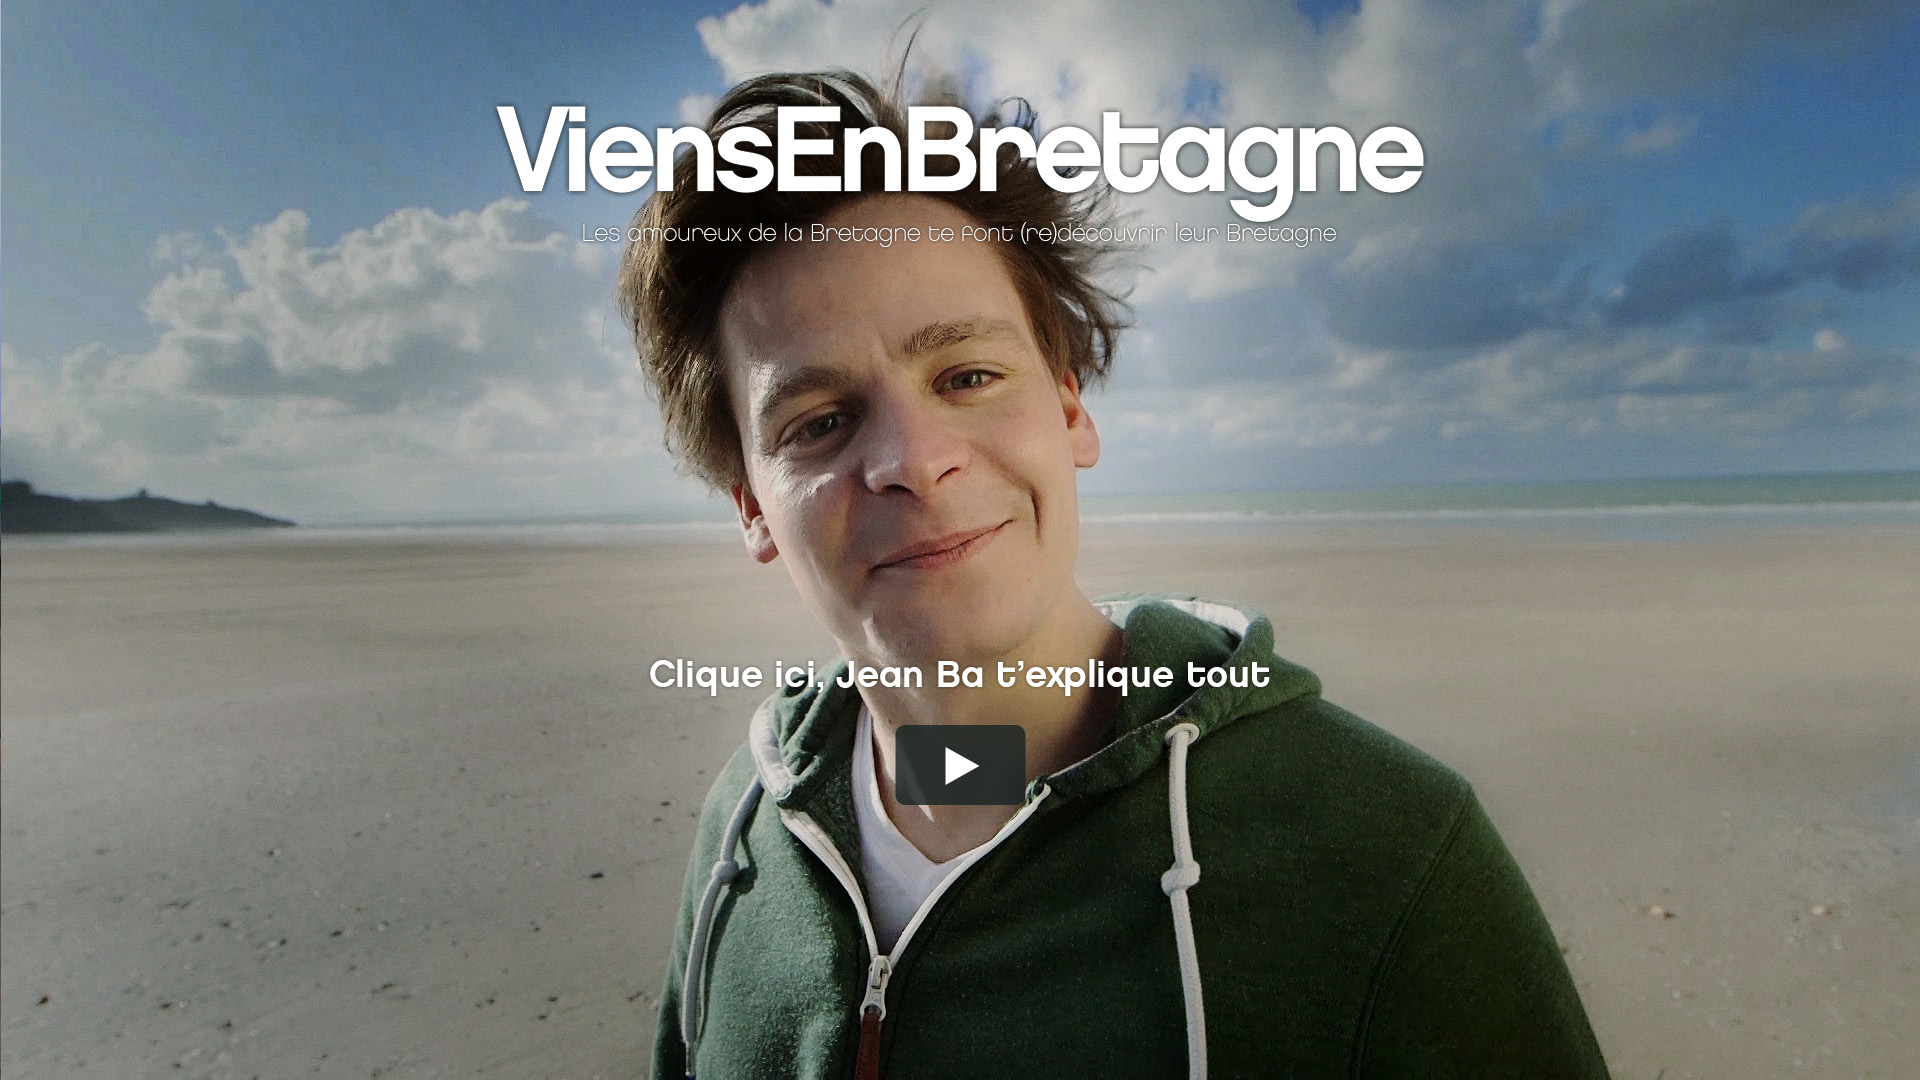 ViensEnBretagne
Les amoureux de la Bretagne te font (re)découvrir leur Bretagne
Clique ici, Jean Ba t'explique tout